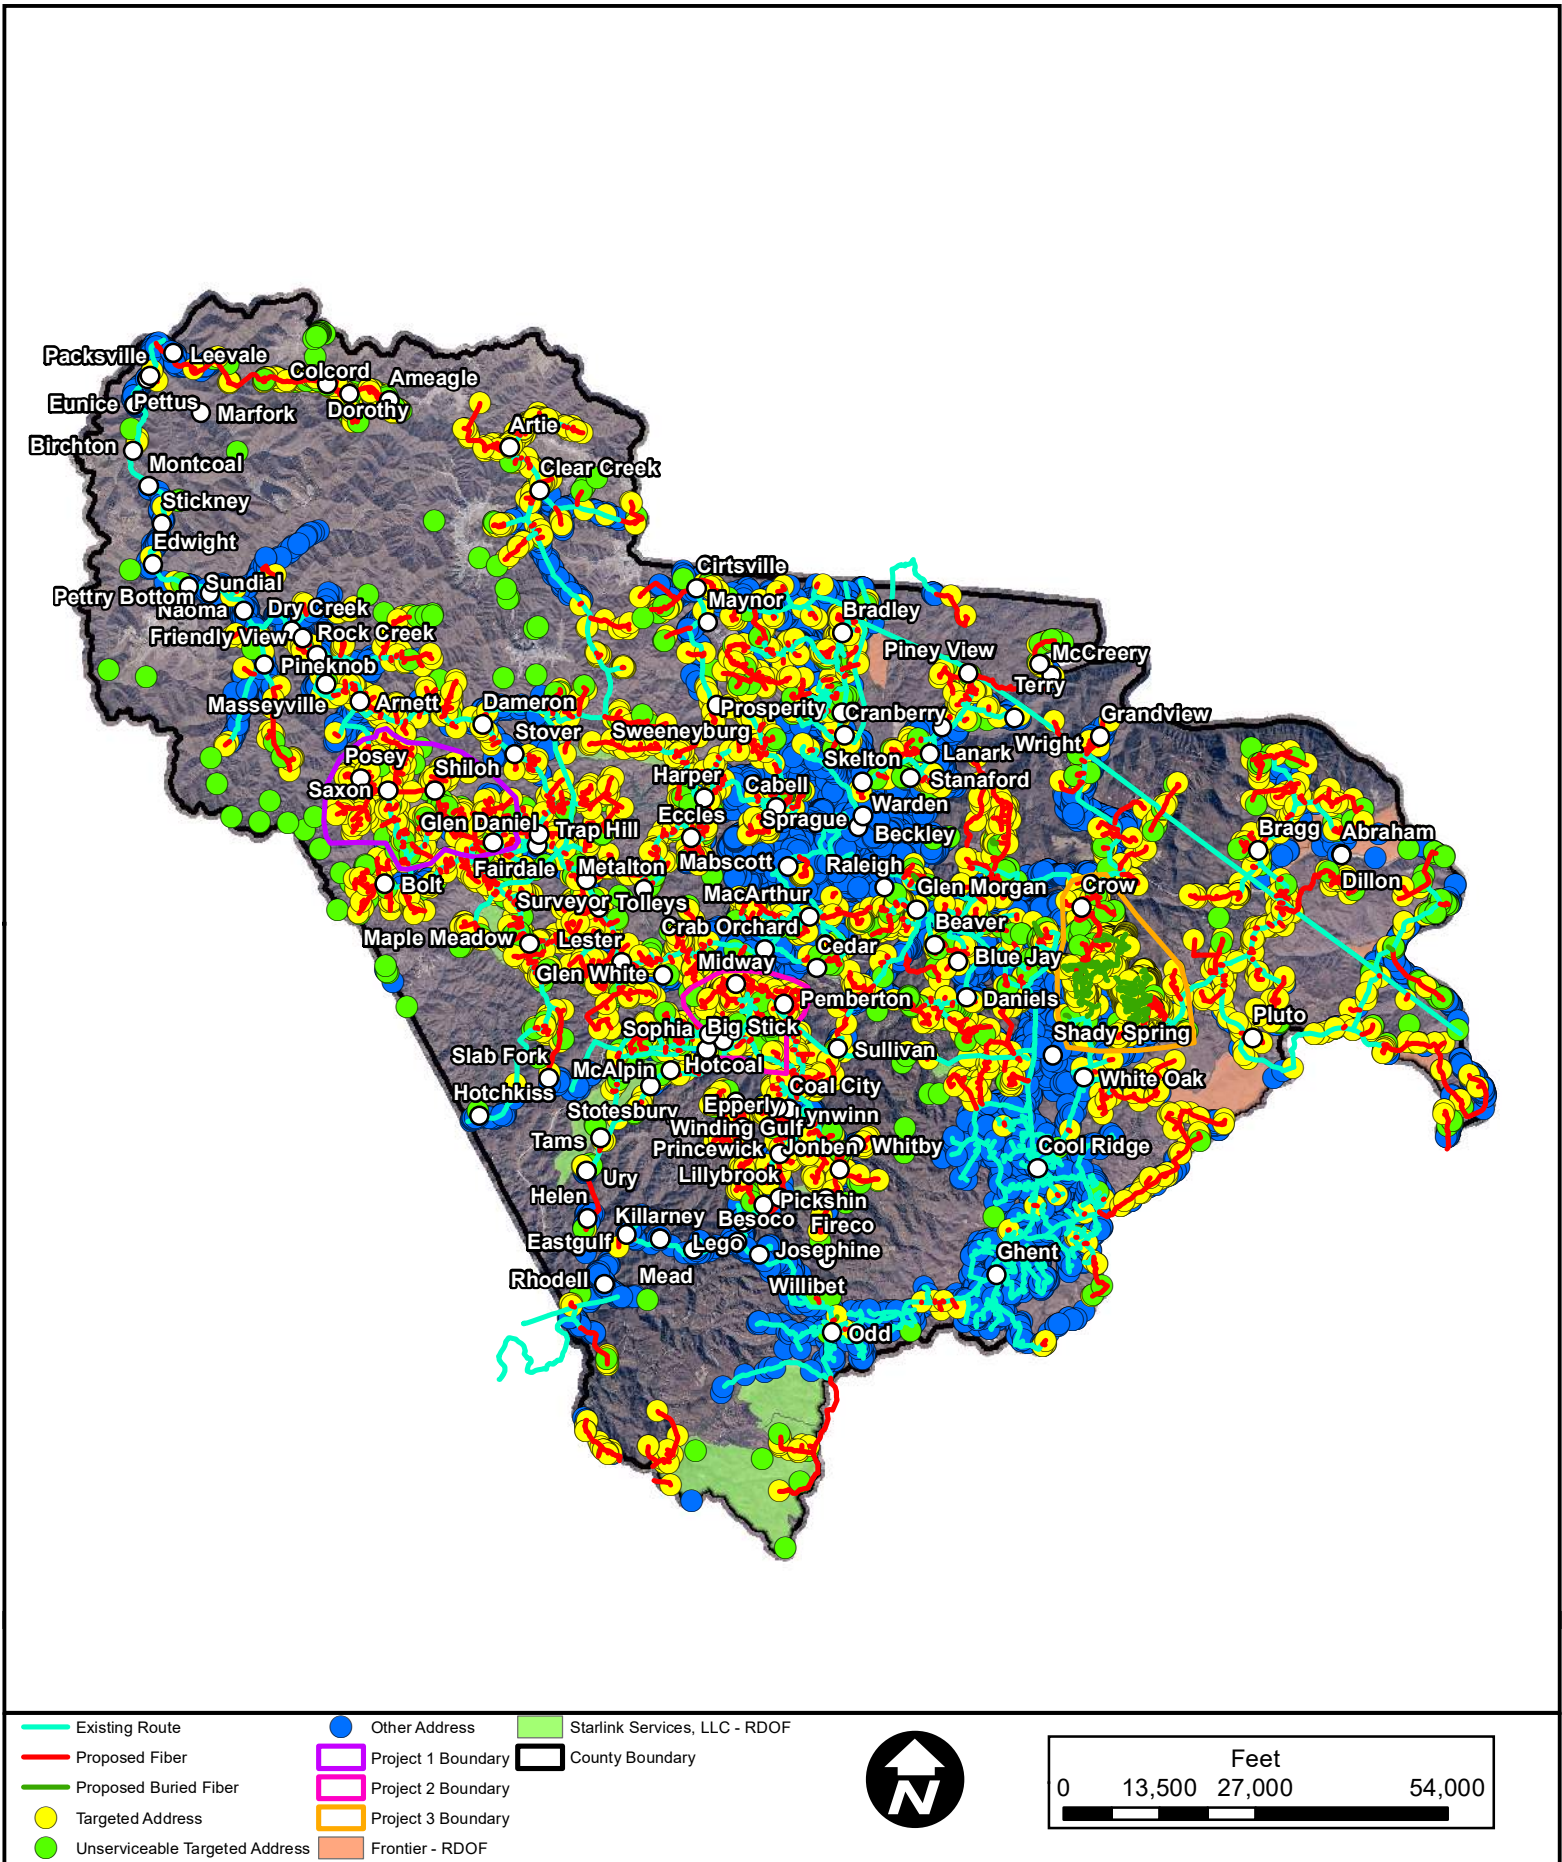 Packsville
Leevale
Colcord
Ameagle
Eunice
Pettus
Marfork
Dorothy
Artie
Birchton
Montcoal
Clear Creek
Stickney
Edwight
Cirtsville
Pettry Bottom
Sundial
Naoma
Dry Creek
Maynor
Bradley
Friendly View
Rock Creek
Piney View
McCreery
Pineknob
Terry
Masseyville
Arnett
Dameron
Prosperity
Cranberry
Grandview
Stover
Sweeneyburg
Wright
Posey
Shiloh
Skelton
Lanark
Saxon
Harper
Cabell
Stanaford
Eccles
Sprague
Warden
Glen Daniel
Trap Hill
Beckley
Bragg
Abraham
Fairdale
Metalton
Mabscott
Raleigh
Bolt
Surveyor
Tolleys
MacArthur
Glen Morgan
Crow
Dillon
Maple Meadow
Lester
Crab Orchard
Cedar
Beaver
Glen White
Midway
Blue Jay
Pemberton
Daniels
Sophia
Big Stick
Shady Spring
Pluto
Slab Fork
McAlpin
Hotcoal
Sullivan
Hotchkiss
Coal City
White Oak
Stotesbury
Epperly
ynwinn
Tams
Winding Gulf
Princewick
Jonben
Whitby
Cool Ridge
Ury
Lillybrook
Helen
Pickshin
Killarney
Besoco
Fireco
Eastgulf
Lego
Josephine
Ghent
Rhodell
Mead
Willibet
Odd
Existing Route
Proposed Fiber
Proposed Buried Fiber
Targeted Address
Unserviceable Targeted Address
Other Address
Project 1 Boundary
Project 2 Boundary
Project 3 Boundary
Frontier - RDOF
Starlink Services, LLC - RDOF
County Boundary
N
Feet
0 13,500 27,000 54,000